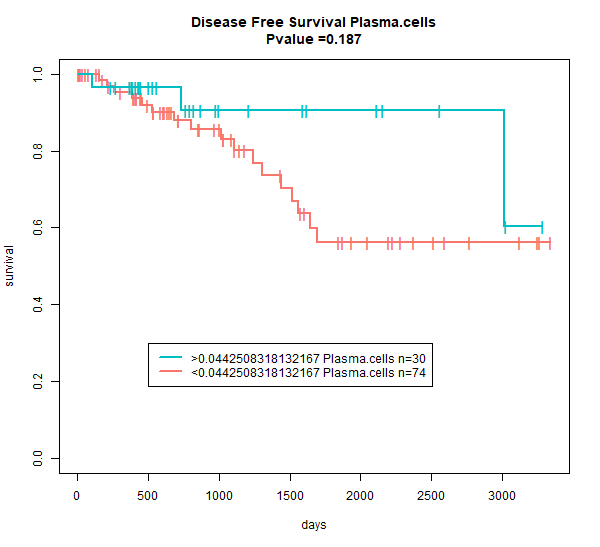 Disease Free Survival Plasma.cells
Pvalue =0.187
survival
1.0
0.8
0.6
0.4
0.2
0.0
>0.0442508318132167 Plasma.cells n=30
<0.0442508318132167 Plasma.cells n=74
0 500 1000 1500 2000 2500 3000
days